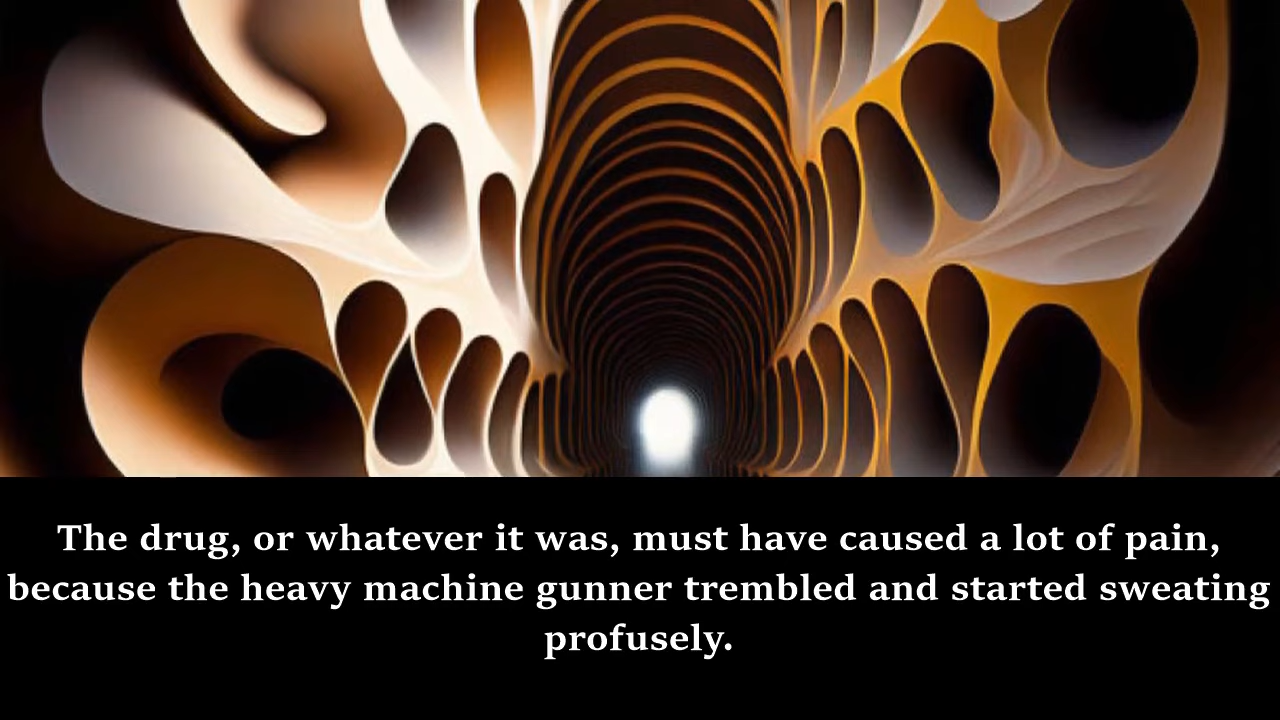 The drug, or whatever it was, must have caused a lot of pain,
because the heavy machine gunner trembled and started sweating
profusely.